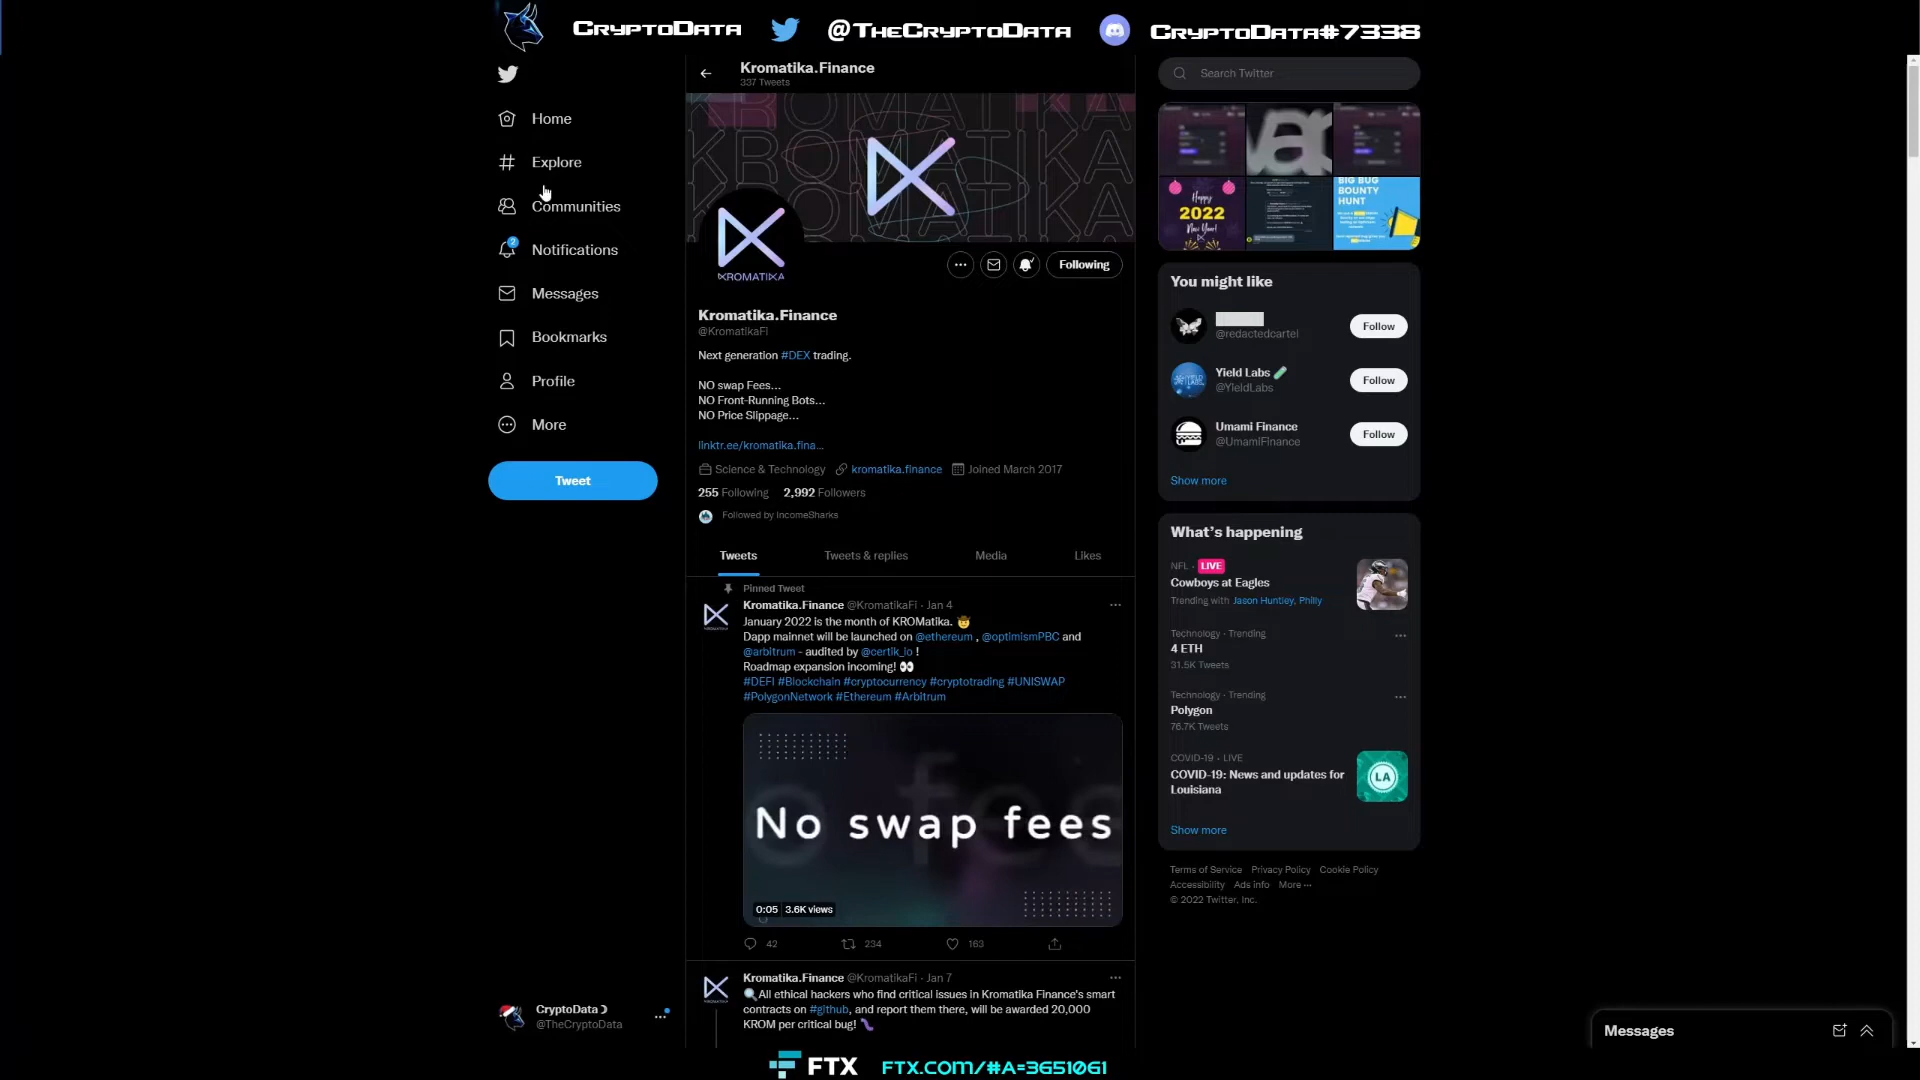 CryptoData
@TheCryptoData
CryptoData#7338
Home
Explore
Communities
Notifications
2
Messages
Bookmarks
Profile
More
Tweet
CryptoData
@TheCryptoData
Kromatika.Finance
337 Tweets
KROMATIKA
KROMATIKA
Following
Kromatika.Finance
@KromatikaFi
Next generation #DEX trading.
NO swap Fees...
NO Front-Running Bots...
NO Price Slippage...
linktr.ee/kromatika.fina...
Science & Technology kromatika.finance Joined March 2017
255 Following 2,992 Followers
Followed by IncomeSharks
Tweets Tweets & replies Media Likes
Pinned Tweet
Kromatika.Finance @KromatikaFi · Jan 4
January 2022 is the month of KROMatika. 🤠
Dapp mainnet will be launched on @ethereum , @optimismPBC and
@arbitrum - audited by @certik_io !
Roadmap expansion incoming! 👀
#DEFI #Blockchain #cryptocurrency #cryptotrading #UNISWAP
#PolygonNetwork #Ethereum #Arbitrum
No swap fees
0:05 3.6K views
42 234 163
Kromatika.Finance @KromatikaFi · Jan 7
🔍All ethical hackers who find critical issues in Kromatika Finance's smart
contracts on #github, and report them there, will be awarded 20,000
KROM per critical bug! 🐛
Search Twitter
Happy
2022
New Year!
BIG BUG
BOUNTY
HUNT
You might like
@redactedcartel
Follow
Yield Labs 🧪
@YieldLabs
Follow
Umami Finance
@UmamiFinance
Follow
Show more
What's happening
NFL · LIVE
Cowboys at Eagles
Trending with Jason Huntley, Philly
Technology · Trending
4 ETH
31.5K Tweets
Technology · Trending
Polygon
76.7K Tweets
COVID-19 · LIVE
COVID-19: News and updates for
Louisiana
LA
Show more
Terms of Service Privacy Policy Cookie Policy
Accessibility Ads info More ···
© 2022 Twitter, Inc.
Messages
FTX
FTX.com/#a=3651061